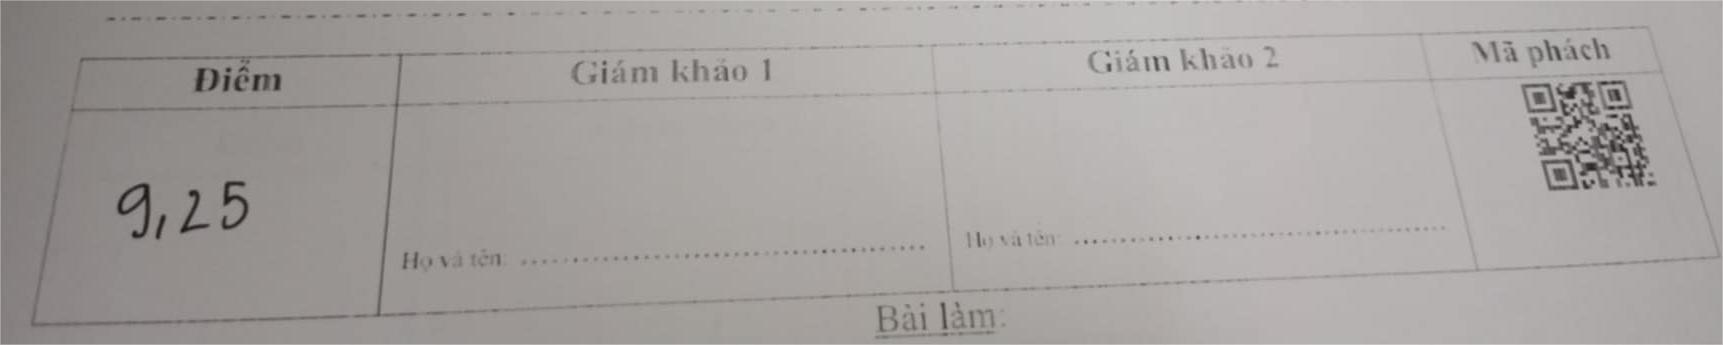 Điểm Giám khảo 1 Giám khảo 2 Mã phách
9,25
Họ và tên: Họ và tên:
Bài làm: